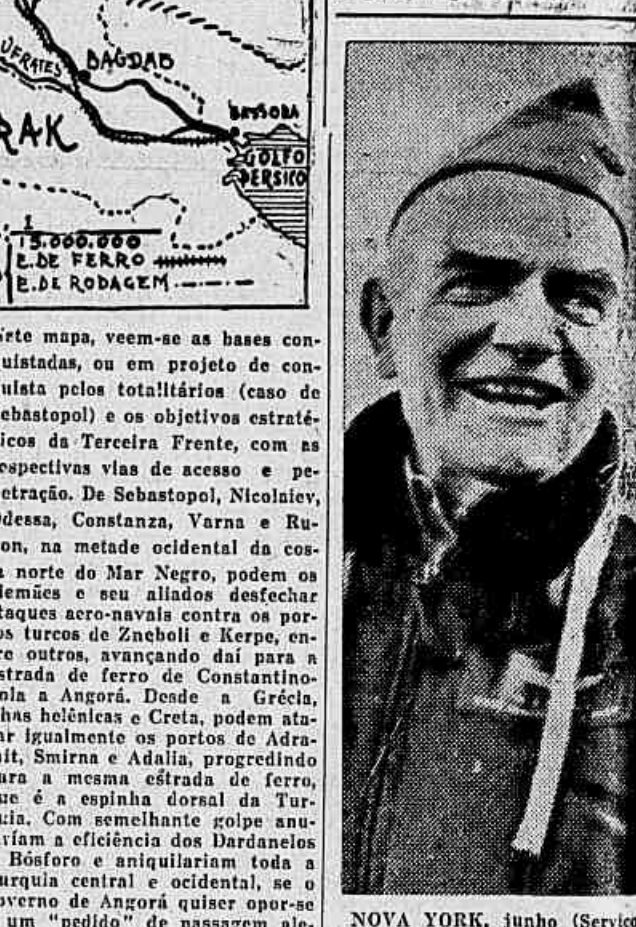 ÚFRATES
BAGDAB
BASSORA
RAK
GOLFO
PERSICO
1
15.000.000
E. DE FERRO
E. DE RODAGEM
mapa, veem-se as bases con-
uistadas, ou em projeto de con-
uista pelos totalitários (caso de
ebastopol) e os objetivos estraté-
icos da Terceira Frente, com as
espectivas vias de acesso e pe-
etração. De Sebastopol, Nicolaiev,
dessa, Constanza, Varna e Ru-
on, na metade ocidental da cos-
a norte do Mar Negro, podem os
lemães e seu aliados desfechar
taques aero-navais contra os por-
os turcos de Zneboli e Kerpe, en-
re outros, avançando daí para a
strada de ferro de Constantino-
nla a Angorá. Desde a Grécia,
lhas helênicas e Creta, podem ata-
ar igualmente os portos de Adra-
it, Smirna e Adalia, progredindo
ara a mesma estrada de ferro,
ue é a espinha dorsal da Tur-
uia. Com semelhante golpe anu-
ariam a eficiência dos Dardanelos
Bósforo e aniquilariam toda a
urquia central e ocidental, se o
overno de Angorá quiser opor-se
um "pedido" de passagem ale-
NOVA YORK, junho (Serviço